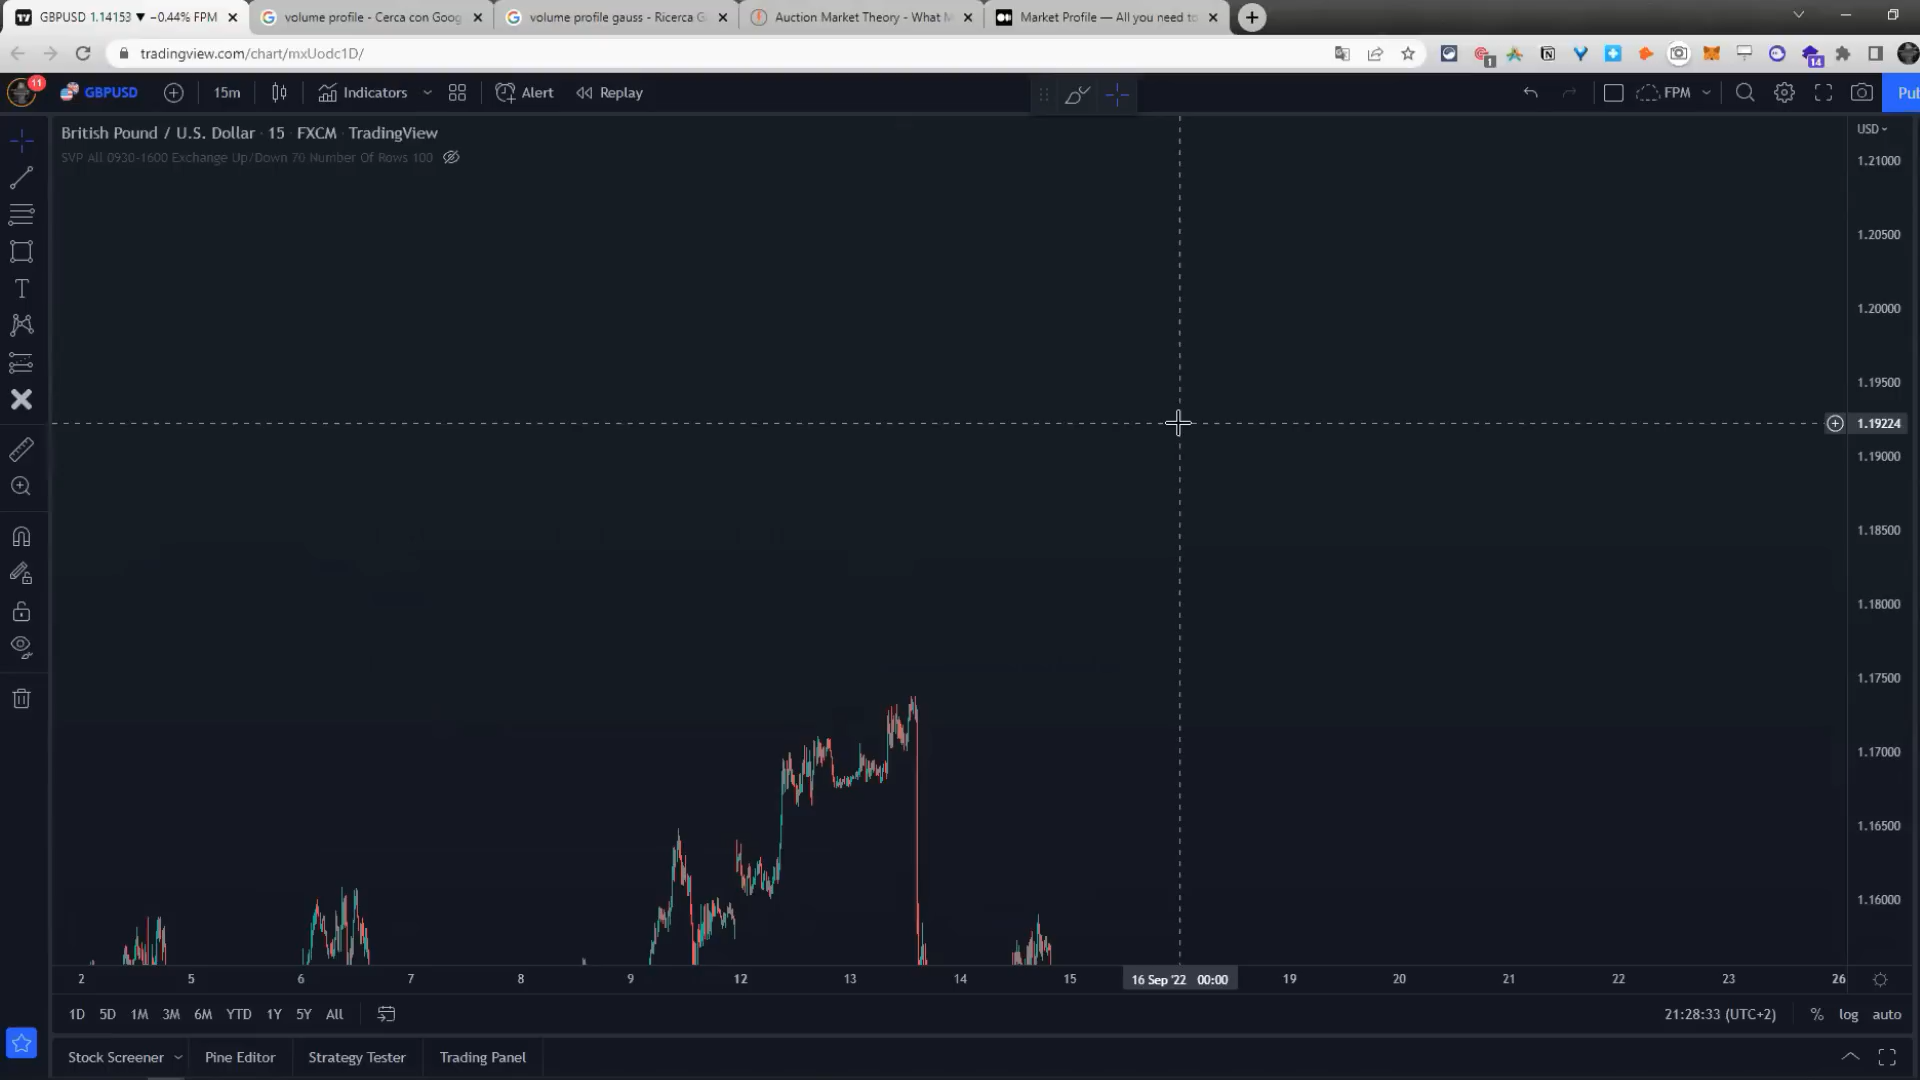 GBPUSD 1.14153 ▼ −0.44% FPM
volume profile - Cerca con Goog
volume profile gauss - Ricerca G
Auction Market Theory - What M
Market Profile — All you need to
tradingview.com/chart/mxUodc1D/
1
14
11
GBPUSD
15m
Indicators
Alert
Replay
FPM
Pub
British Pound / U.S. Dollar · 15 · FXCM · TradingView
SVP All 0930-1600 Exchange Up/Down 70 Number Of Rows 100
USD
1.21000
1.20500
1.20000
1.19500
1.19224
1.19000
1.18500
1.18000
1.17500
1.17000
1.16500
1.16000
2 5 6 7 8 9 12 13 14 15 16 Sep '22 00:00 19 20 21 22 23 26
1D 5D 1M 3M 6M YTD 1Y 5Y All
21:28:33 (UTC+2) % log auto
Stock Screener Pine Editor Strategy Tester Trading Panel